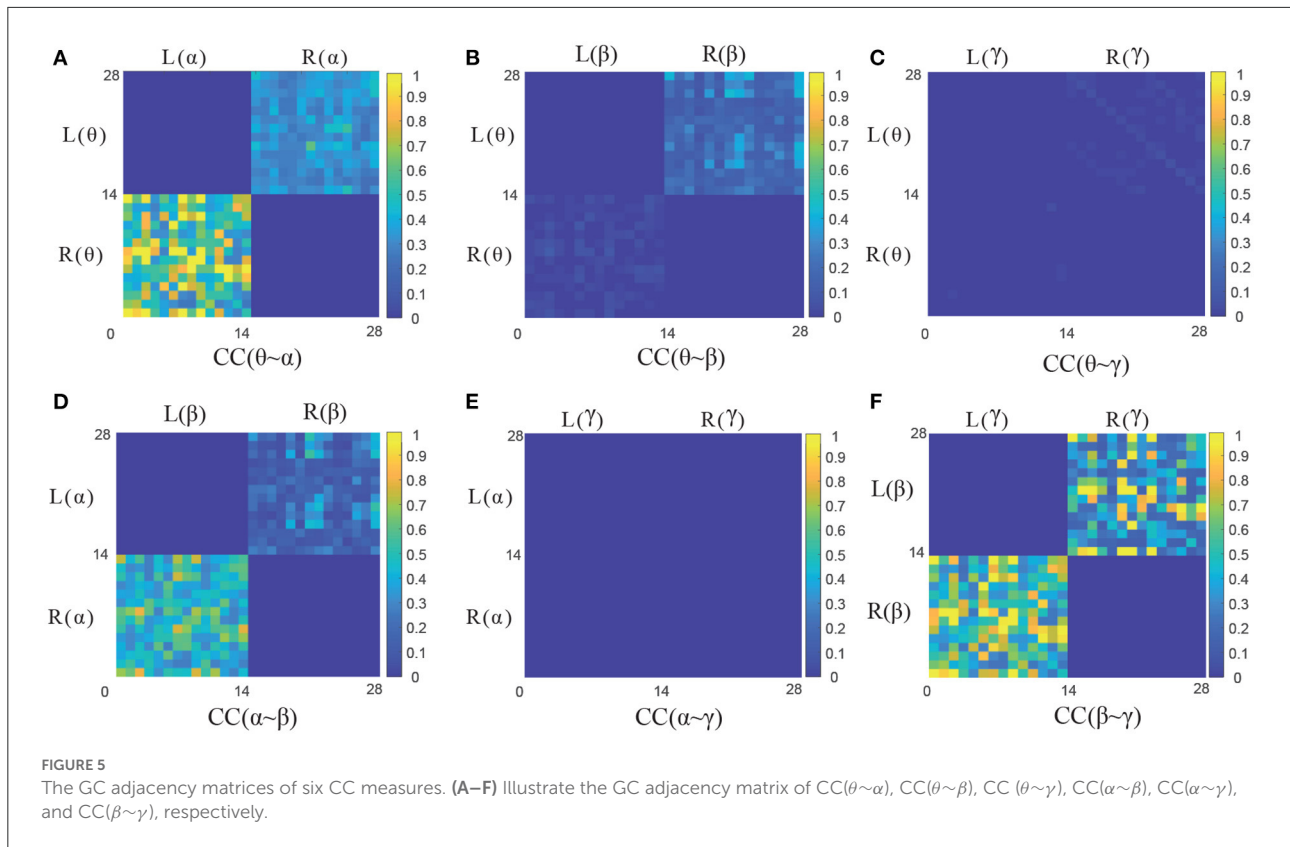 A
L(α) R(α)
28
L(θ)
14
R(θ)
0 14 28
CC(θ~α)
1
0.9
0.8
0.7
0.6
0.5
0.4
0.3
0.2
0.1
0
B
L(β) R(β)
28
L(θ)
14
R(θ)
0 14 28
CC(θ~β)
1
0.9
0.8
0.7
0.6
0.5
0.4
0.3
0.2
0.1
0
C
L(γ) R(γ)
28
L(θ)
14
R(θ)
0 14 28
CC(θ~γ)
1
0.9
0.8
0.7
0.6
0.5
0.4
0.3
0.2
0.1
0
D
L(β) R(β)
28
L(α)
14
R(α)
0 14 28
CC(α~β)
1
0.9
0.8
0.7
0.6
0.5
0.4
0.3
0.2
0.1
0
E
L(γ) R(γ)
28
L(α)
14
R(α)
0 14 28
CC(α~γ)
1
0.9
0.8
0.7
0.6
0.5
0.4
0.3
0.2
0.1
0
F
L(γ) R(γ)
28
L(β)
14
R(β)
0 14 28
CC(β~γ)
1
0.9
0.8
0.7
0.6
0.5
0.4
0.3
0.2
0.1
0
FIGURE 5
The GC adjacency matrices of six CC measures. (A–F) Illustrate the GC adjacency matrix of CC(θ~α), CC(θ~β), CC (θ~γ), CC(α~β), CC(α~γ),
and CC(β~γ), respectively.